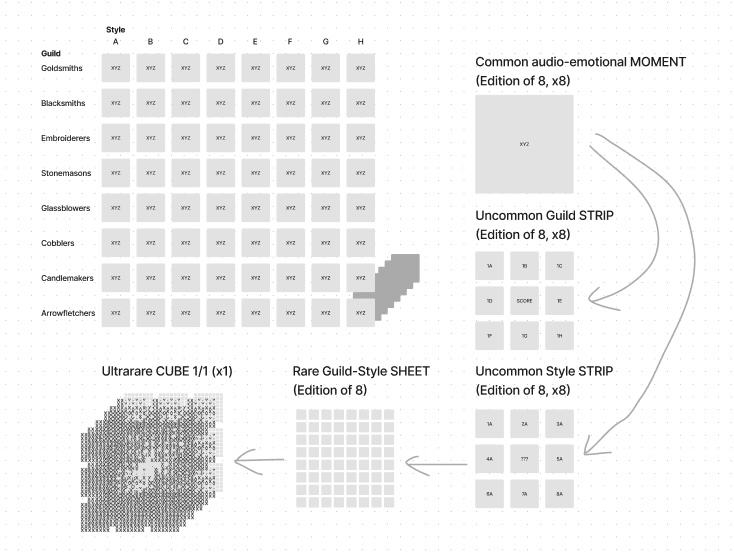 Style
A B C D E F G H
Guild
Goldsmiths XYZ XYZ XYZ XYZ XYZ XYZ XYZ XYZ
Blacksmiths XYZ XYZ XYZ XYZ XYZ XYZ XYZ XYZ
Embroiderers XYZ XYZ XYZ XYZ XYZ XYZ XYZ XYZ
Stonemasons XYZ XYZ XYZ XYZ XYZ XYZ XYZ XYZ
Glassblowers XYZ XYZ XYZ XYZ XYZ XYZ XYZ XYZ
Cobblers XYZ XYZ XYZ XYZ XYZ XYZ XYZ XYZ
Candlemakers XYZ XYZ XYZ XYZ XYZ XYZ XYZ XYZ
Arrowfletchers XYZ XYZ XYZ XYZ XYZ XYZ XYZ XYZ
Common audio-emotional MOMENT
(Edition of 8, x8)
XYZ
Uncommon Guild STRIP
(Edition of 8, x8)
1A 1B 1C
1D SCORE 1E
1F 1G 1H
Ultrarare CUBE 1/1 (x1)
Rare Guild-Style SHEET
(Edition of 8)
Uncommon Style STRIP
(Edition of 8, x8)
1A 2A 3A
4A ??? 5A
6A 7A 8A